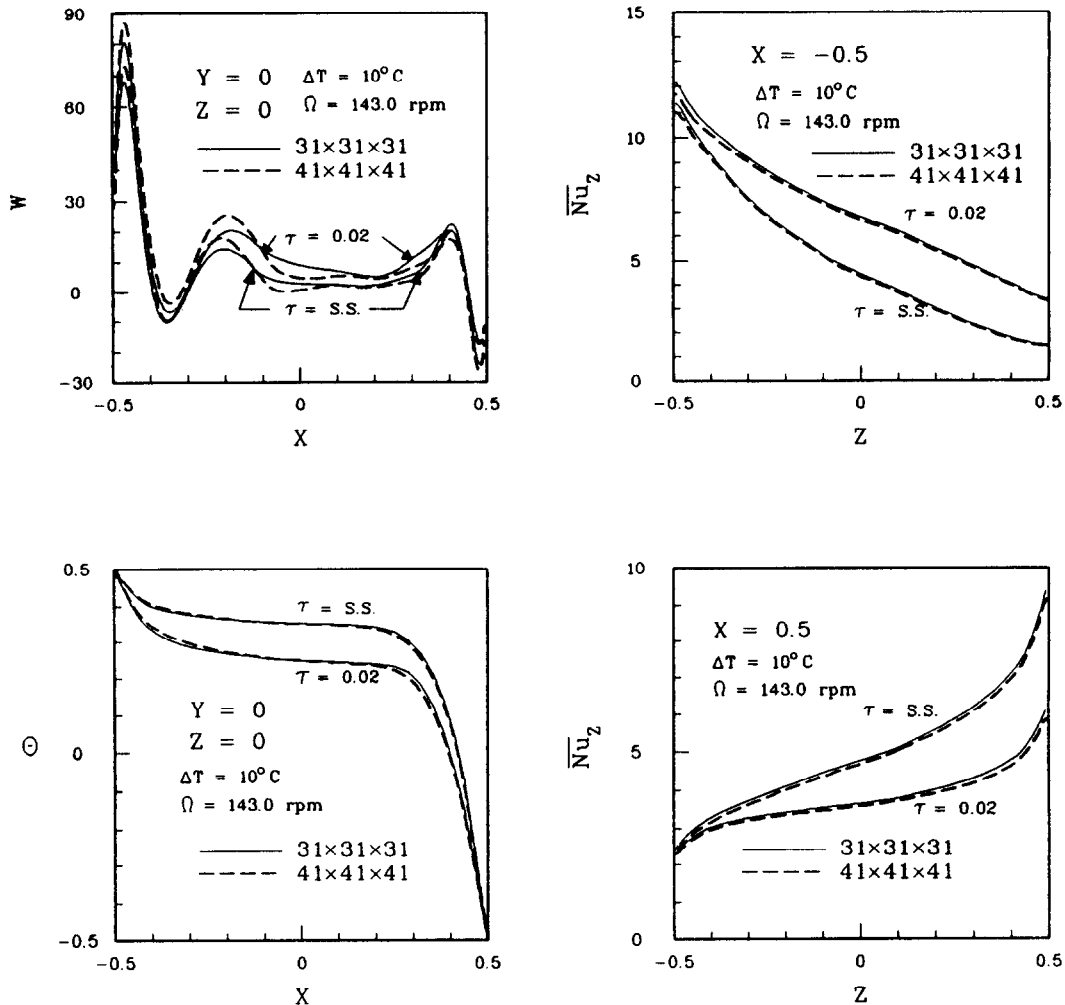 90
60
30
0
-30
W
Y = 0 ΔT = 10°C
Z = 0 Ω = 143.0 rpm
31×31×31
41×41×41
τ = 0.02
τ = S.S.
-0.5
0
0.5
X
15
10
5
0
N̅u̅_Z
X = -0.5
ΔT = 10°C
Ω = 143.0 rpm
31×31×31
41×41×41
τ = 0.02
τ = S.S.
-0.5
0
0.5
Z
0.5
0
-0.5
Θ
τ = S.S.
τ = 0.02
Y = 0
Z = 0
ΔT = 10°C
Ω = 143.0 rpm
31×31×31
41×41×41
-0.5
0
0.5
X
10
5
0
N̅u̅_Z
X = 0.5
ΔT = 10°C
Ω = 143.0 rpm
τ = S.S.
τ = 0.02
31×31×31
41×41×41
-0.5
0
0.5
Z